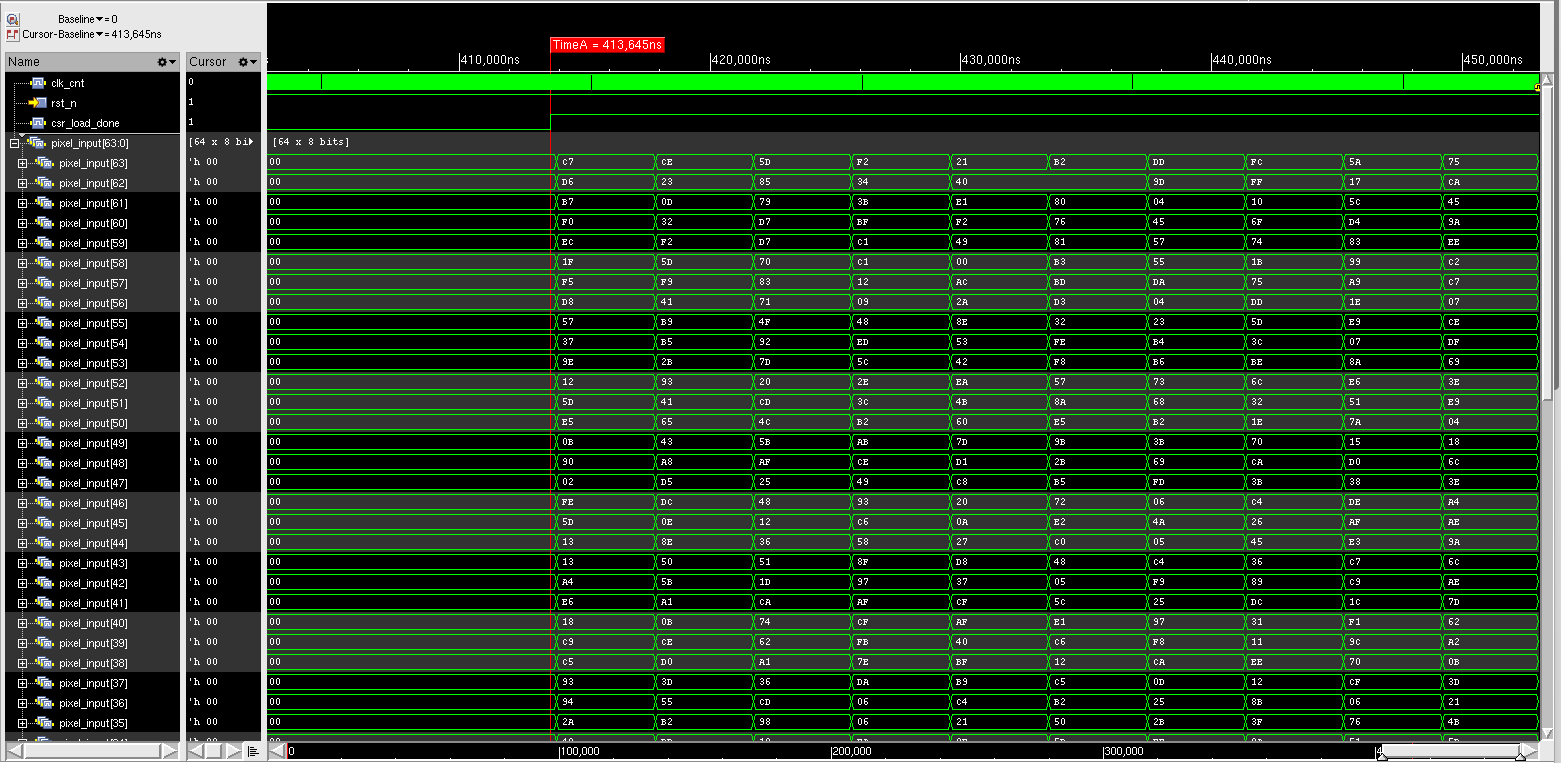 Baseline▼= 0
Cursor-Baseline▼= 413,645ns
TimeA = 413,645ns
Name Cursor 410,000ns 420,000ns 430,000ns 440,000ns 450,000ns
clk_cnt 0
rst_n 1
csr_load_done 1
pixel_input[63:0] [64 x 8 bi [64 x 8 bits]
pixel_input[63] 'h 00 00 C7 CE 5D F2 21 B2 DD FC 5A 75
pixel_input[62] 'h 00 00 D6 23 85 34 40 9D FF 17 CA
pixel_input[61] 'h 00 00 B7 0D 79 3B E1 80 04 10 5C 45
pixel_input[60] 'h 00 00 F0 32 D7 BF F2 76 45 6F D4 9A
pixel_input[59] 'h 00 00 EC F2 D7 C1 49 81 57 74 83 EE
pixel_input[58] 'h 00 00 1F 5D 70 C1 00 B3 55 1B 99 C2
pixel_input[57] 'h 00 00 F5 F9 83 12 AC BD DA 75 A9 C7
pixel_input[56] 'h 00 00 D8 41 71 09 2A D3 04 DD 1E 07
pixel_input[55] 'h 00 00 57 B9 4F 48 8E 32 23 5D E9 CE
pixel_input[54] 'h 00 00 37 B5 92 ED 53 FE B4 3C 07 DF
pixel_input[53] 'h 00 00 9E 2B 7D 5C 42 F8 B6 BE 8A 69
pixel_input[52] 'h 00 00 12 93 20 2E EA 57 73 6C E6 3E
pixel_input[51] 'h 00 00 5D 41 CD 3C 4B 8A 68 32 51 E9
pixel_input[50] 'h 00 00 E5 65 4C B2 60 E5 B2 1E 7A 04
pixel_input[49] 'h 00 00 0B 43 5B AB 7D 9B 3B 70 15 18
pixel_input[48] 'h 00 00 90 A8 AF CE D1 2B 69 CA D0 6C
pixel_input[47] 'h 00 00 02 D5 25 49 C8 B5 FD 3B 38 3E
pixel_input[46] 'h 00 00 FE DC 48 93 20 72 06 C4 DE A4
pixel_input[45] 'h 00 00 5D 0E 12 C6 0A E2 4A 26 AF AE
pixel_input[44] 'h 00 00 13 8E 36 58 27 C0 05 45 E3 9A
pixel_input[43] 'h 00 00 13 50 51 8F D8 48 C4 36 C7 6C
pixel_input[42] 'h 00 00 A4 5B 1D 97 37 05 F9 89 C9 AE
pixel_input[41] 'h 00 00 E6 A1 CA AF CF 5C 25 DC 1C 7D
pixel_input[40] 'h 00 00 18 0B 74 CF AF E1 97 31 F1 62
pixel_input[39] 'h 00 00 C9 CE 62 FB 40 C6 F8 11 9C A2
pixel_input[38] 'h 00 00 C5 D0 A1 7E BF 12 CA EE 70 0B
pixel_input[37] 'h 00 00 93 3D 36 DA B9 C5 0D 12 CF 3D
pixel_input[36] 'h 00 00 94 55 CD 06 C4 B2 25 8B 06 21
pixel_input[35] 'h 00 00 2A B2 98 06 21 50 2B 3F 76 4B
0 100,000 200,000 300,000